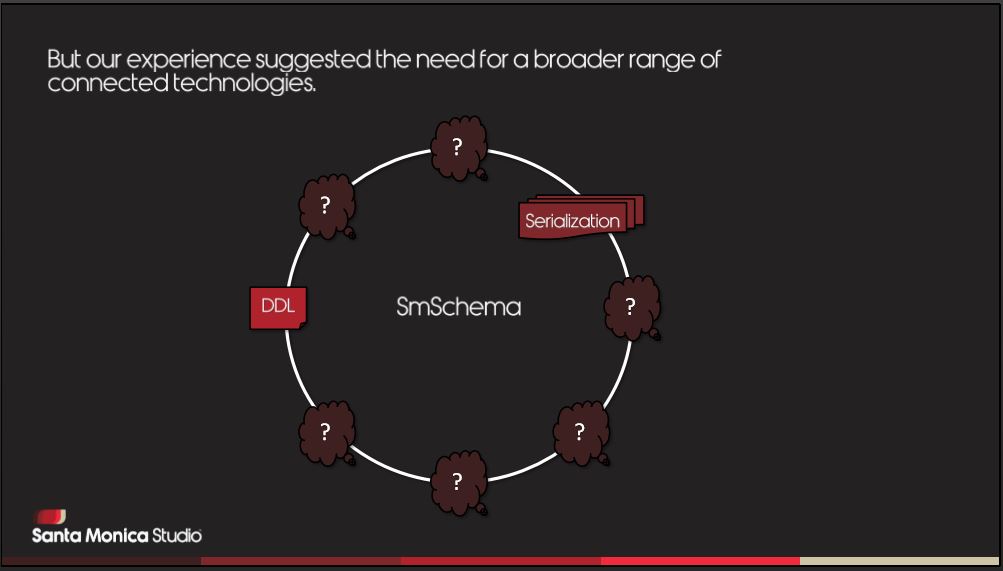 But our experience suggested the need for a broader range of
connected technologies.
?
?
Serialization
DDL
SmSchema
?
?
?
?
Santa Monica Studio